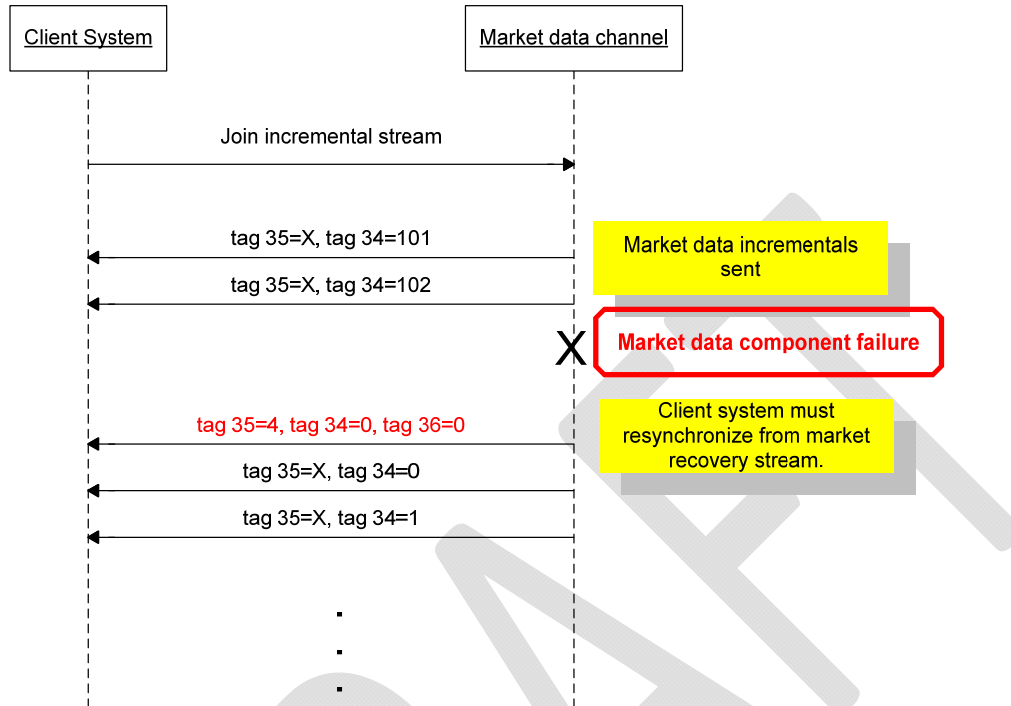 Client System
Market data channel
Join incremental stream
tag 35=X, tag 34=101
Market data incrementals
sent
tag 35=X, tag 34=102
X
Market data component failure
Client system must
resynchronize from market
recovery stream.
tag 35=4, tag 34=0, tag 36=0
tag 35=X, tag 34=0
tag 35=X, tag 34=1
.
.
.